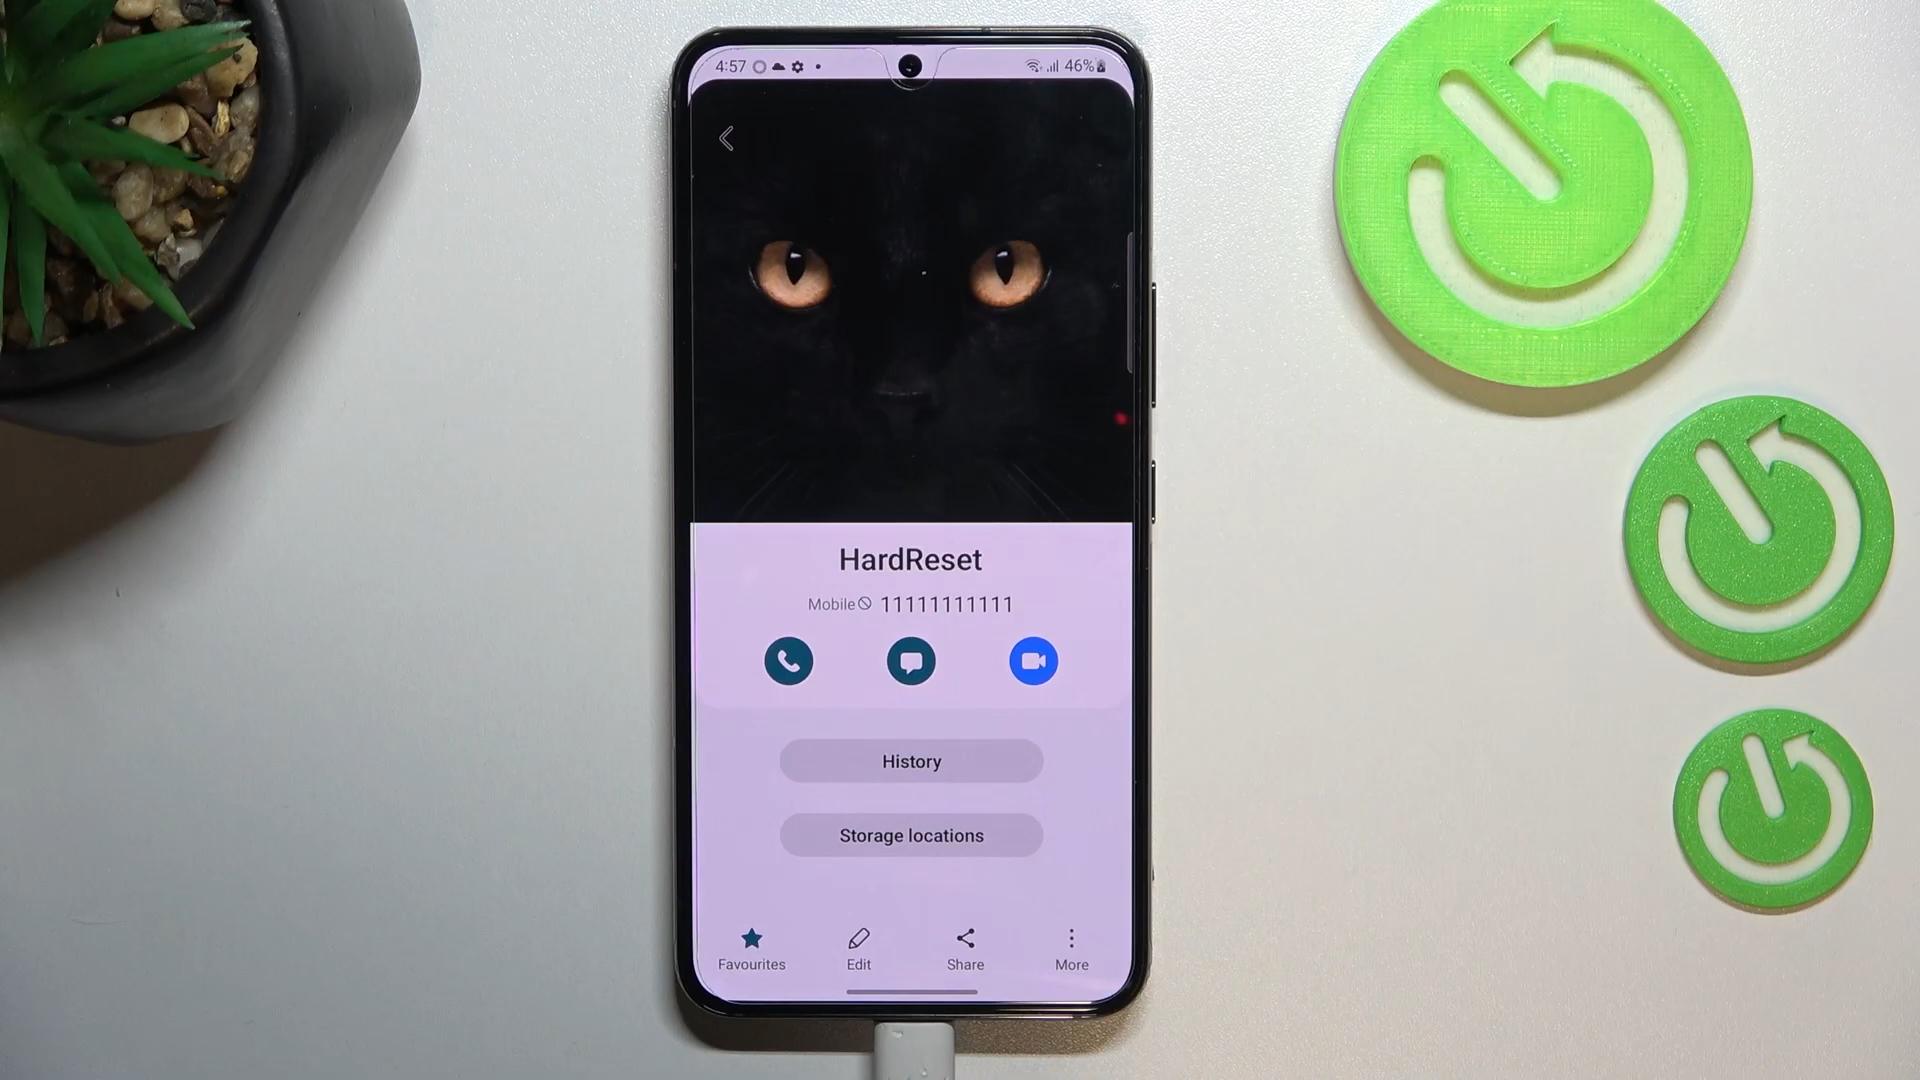 4:57 46%
HardReset
Mobile 11111111111
History
Storage locations
Favourites Edit Share More